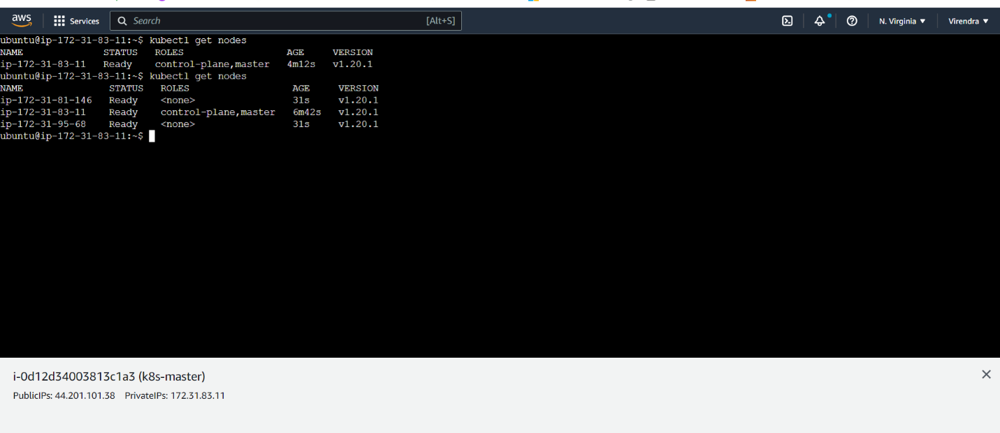 aws Services Search [Alt+S] N. Virginia ▼ Virendra ▼
ubuntu@ip-172-31-83-11:~$ kubectl get nodes
NAME STATUS ROLES AGE VERSION
ip-172-31-83-11 Ready control-plane,master 4m12s v1.20.1
ubuntu@ip-172-31-83-11:~$ kubectl get nodes
NAME STATUS ROLES AGE VERSION
ip-172-31-81-146 Ready <none> 31s v1.20.1
ip-172-31-83-11 Ready control-plane,master 6m42s v1.20.1
ip-172-31-95-68 Ready <none> 31s v1.20.1
ubuntu@ip-172-31-83-11:~$
i-0d12d34003813c1a3 (k8s-master)
PublicIPs: 44.201.101.38 PrivateIPs: 172.31.83.11